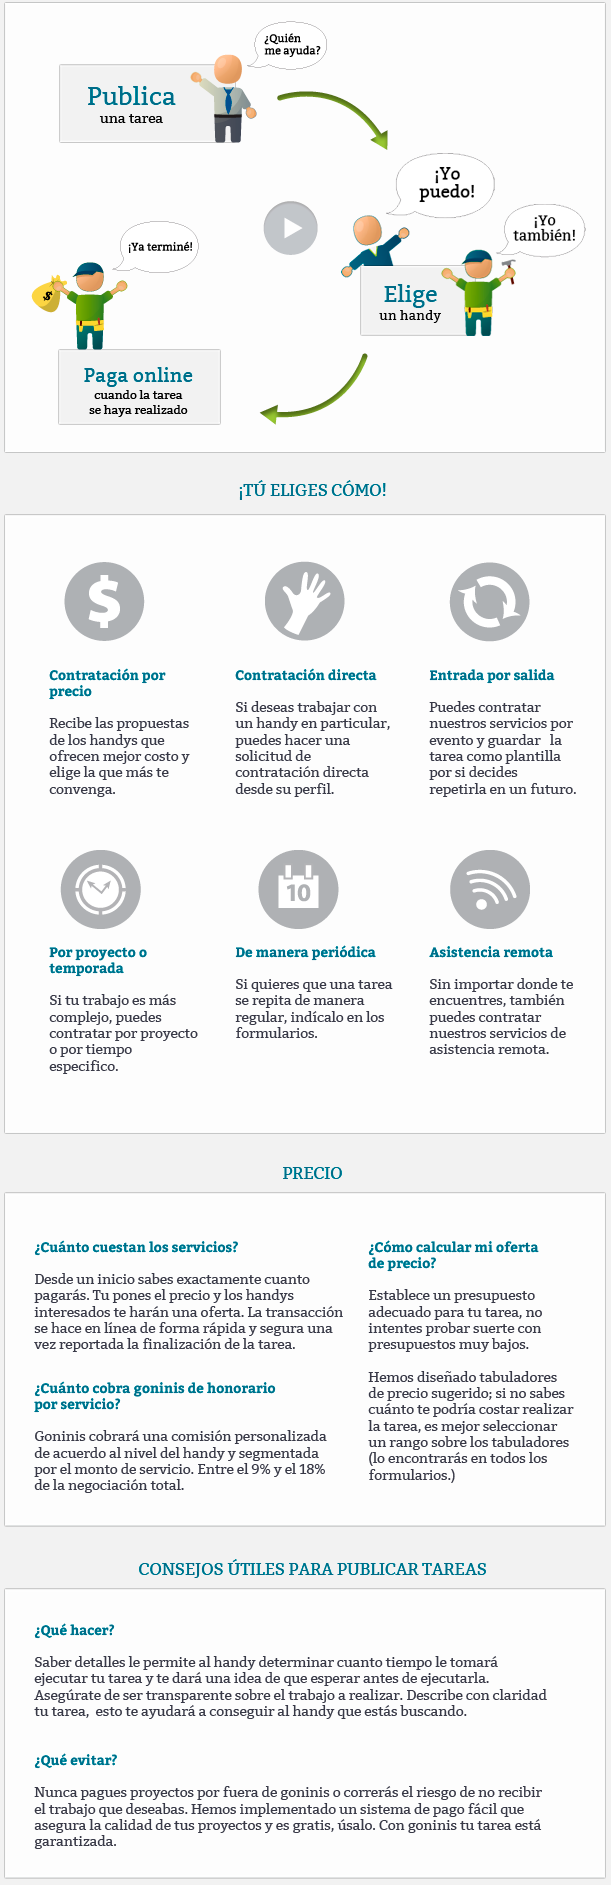 ¿Quién
me ayuda?
Publica
una tarea
¡Yo
puedo!
¡Yo
también!
¡Ya terminé!
$
Elige
un handy
Paga online
cuando la tarea
se haya realizado
¡TÚ ELIGES CÓMO!
$
Contratación por
precio
Recibe las propuestas
de los handys que
ofrecen mejor costo y
elige la que más te
convenga.
Contratación directa
Si deseas trabajar con
un handy en particular,
puedes hacer una
solicitud de
contratación directa
desde su perfil.
Entrada por salida
Puedes contratar
nuestros servicios por
evento y guardar la
tarea como plantilla
por si decides
repetirla en un futuro.
10
Por proyecto o
temporada
Si tu trabajo es más
complejo, puedes
contratar por proyecto
o por tiempo
especifico.
De manera periódica
Si quieres que una tarea
se repita de manera
regular, indícalo en los
formularios.
Asistencia remota
Sin importar donde te
encuentres, también
puedes contratar
nuestros servicios de
asistencia remota.
PRECIO
¿Cuánto cuestan los servicios?
Desde un inicio sabes exactamente cuanto
pagarás. Tu pones el precio y los handys
interesados te harán una oferta. La transacción
se hace en línea de forma rápida y segura una
vez reportada la finalización de la tarea.
¿Cuánto cobra goninis de honorario
por servicio?
Goninis cobrará una comisión personalizada
de acuerdo al nivel del handy y segmentada
por el monto de servicio. Entre el 9% y el 18%
de la negociación total.
¿Cómo calcular mi oferta
de precio?
Establece un presupuesto
adecuado para tu tarea, no
intentes probar suerte con
presupuestos muy bajos.
Hemos diseñado tabuladores
de precio sugerido; si no sabes
cuánto te podría costar realizar
la tarea, es mejor seleccionar
un rango sobre los tabuladores
(lo encontrarás en todos los
formularios.)
CONSEJOS ÚTILES PARA PUBLICAR TAREAS
¿Qué hacer?
Saber detalles le permite al handy determinar cuanto tiempo le tomará
ejecutar tu tarea y te dará una idea de que esperar antes de ejecutarla.
Asegúrate de ser transparente sobre el trabajo a realizar. Describe con claridad
tu tarea, esto te ayudará a conseguir al handy que estás buscando.
¿Qué evitar?
Nunca pagues proyectos por fuera de goninis o correrás el riesgo de no recibir
el trabajo que deseabas. Hemos implementado un sistema de pago fácil que
asegura la calidad de tus proyectos y es gratis, úsalo. Con goninis tu tarea está
garantizada.